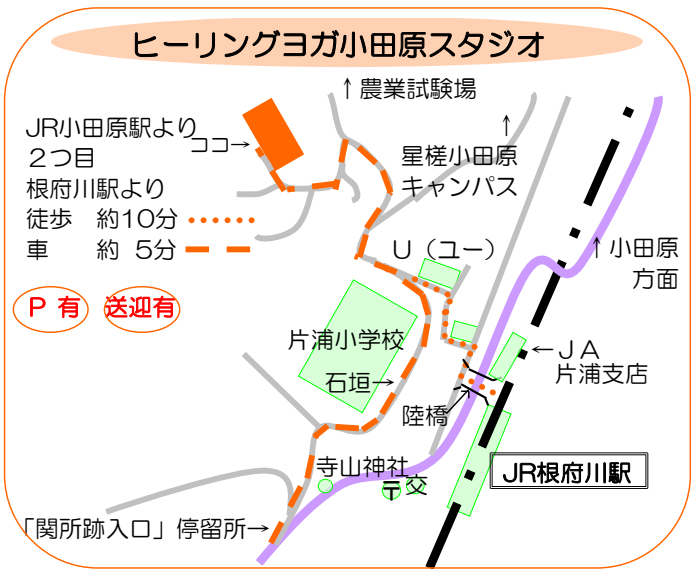 ヒーリングヨガ小田原スタジオ
↑農業試験場
JR小田原駅より
2つ目
ココ→
↑
星槎小田原
キャンパス
根府川駅より
徒歩 約10分
車 約 5分
U(ユー)
↑小田原
方面
P 有
送迎有
片浦小学校
←JA
片浦支店
石垣→
陸橋
寺山神社
〒交
JR根府川駅
「関所跡入口」停留所→